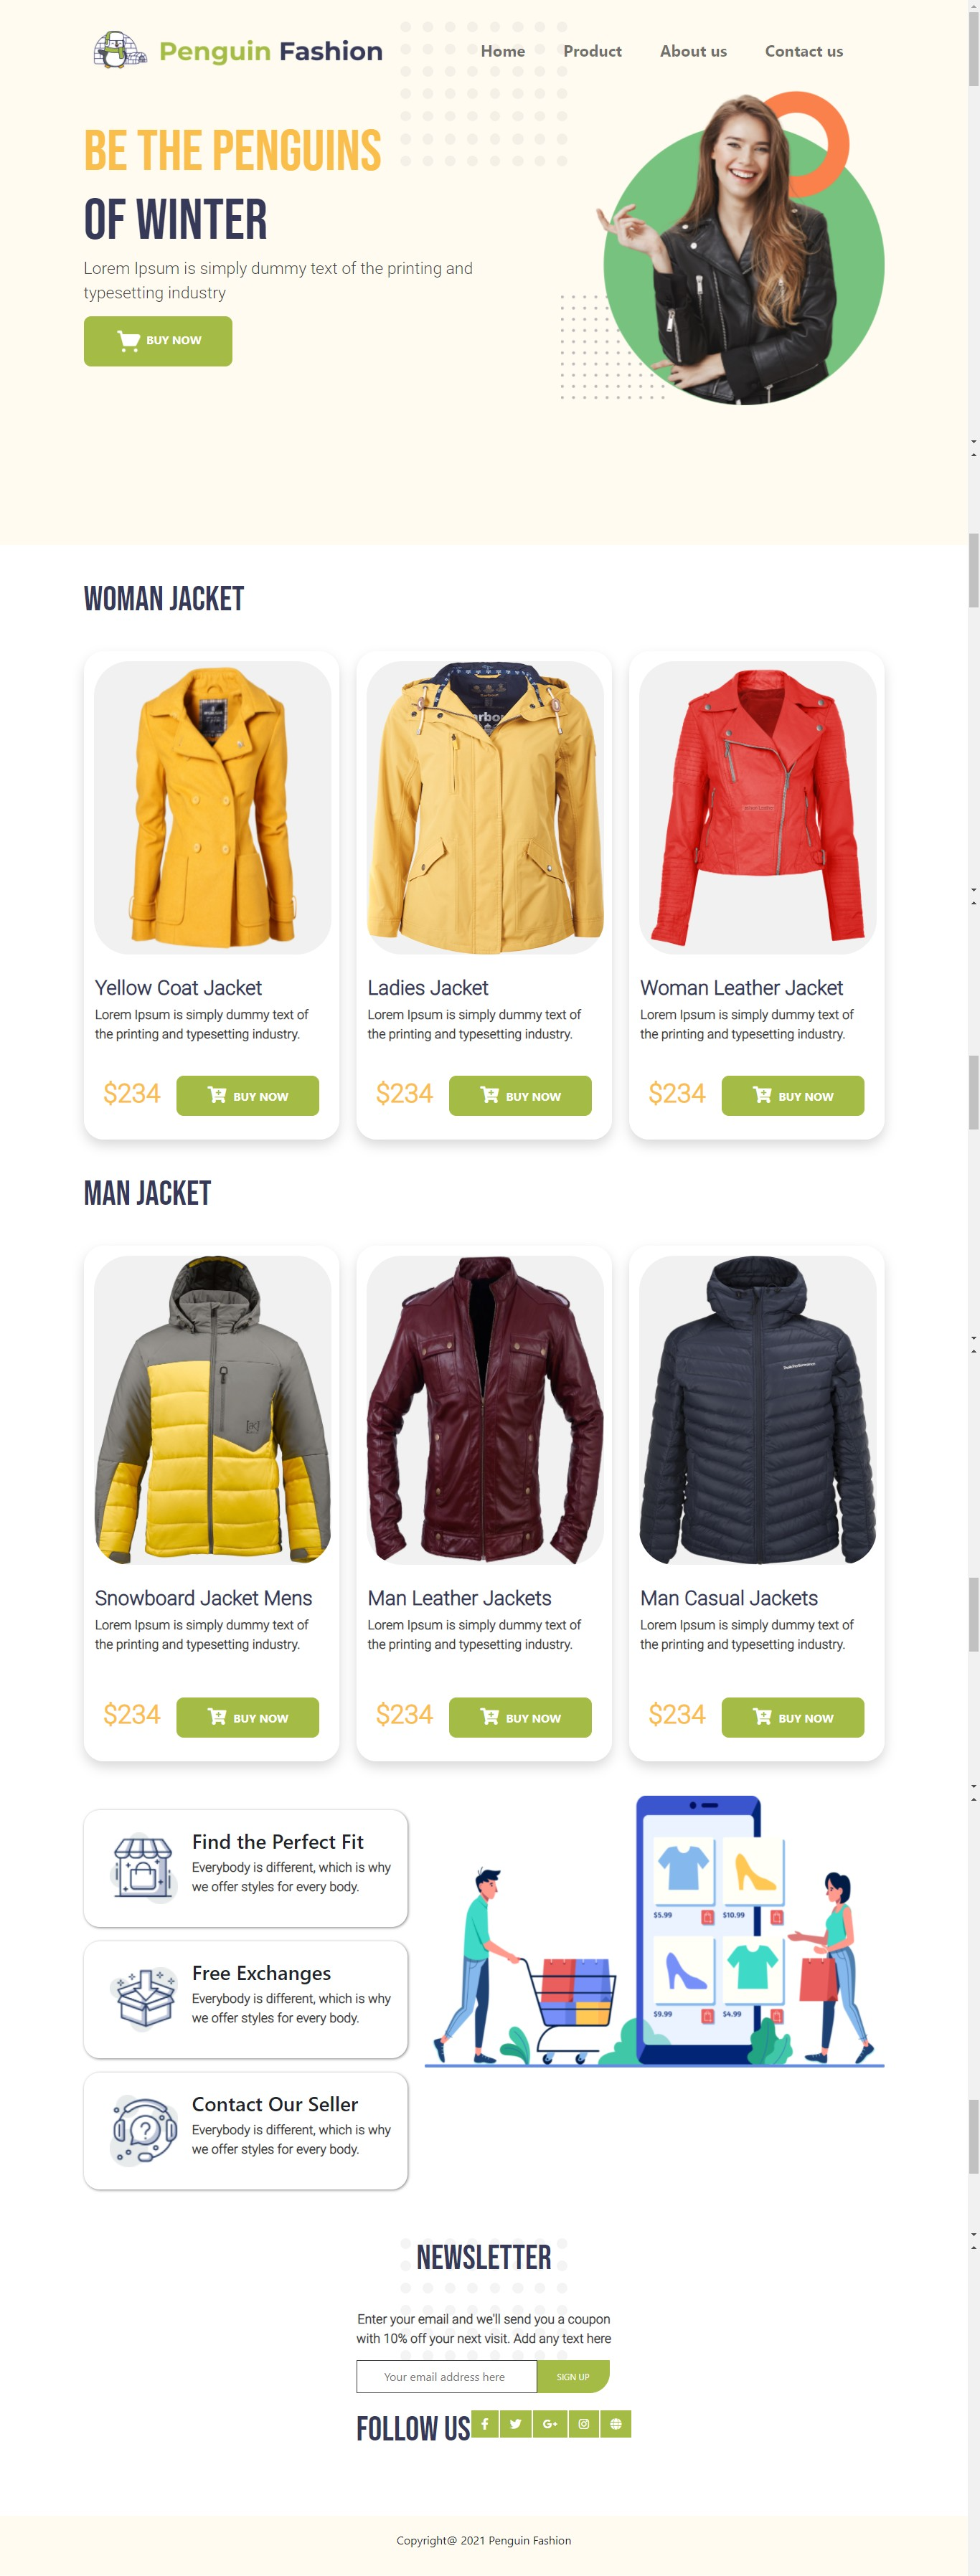 Penguin Fashion
Home Product About us Contact us
BE THE PENGUINS
OF WINTER
Lorem Ipsum is simply dummy text of the printing and
typesetting industry
BUY NOW
WOMAN JACKET
Yellow Coat Jacket
Lorem Ipsum is simply dummy text of
the printing and typesetting industry.
$234 BUY NOW
Ladies Jacket
Lorem Ipsum is simply dummy text of
the printing and typesetting industry.
$234 BUY NOW
Woman Leather Jacket
Lorem Ipsum is simply dummy text of
the printing and typesetting industry.
$234 BUY NOW
MAN JACKET
Snowboard Jacket Mens
Lorem Ipsum is simply dummy text of
the printing and typesetting industry.
$234 BUY NOW
Man Leather Jackets
Lorem Ipsum is simply dummy text of
the printing and typesetting industry.
$234 BUY NOW
PeakPerformance
Man Casual Jackets
Lorem Ipsum is simply dummy text of
the printing and typesetting industry.
$234 BUY NOW
Find the Perfect Fit
Everybody is different, which is why
we offer styles for every body.
Free Exchanges
Everybody is different, which is why
we offer styles for every body.
Contact Our Seller
Everybody is different, which is why
we offer styles for every body.
$5.99 $10.99
$9.99 $4.99
NEWSLETTER
Enter your email and we'll send you a coupon
with 10% off your next visit. Add any text here
Your email address here SIGN UP
FOLLOW US
Copyright@ 2021 Penguin Fashion